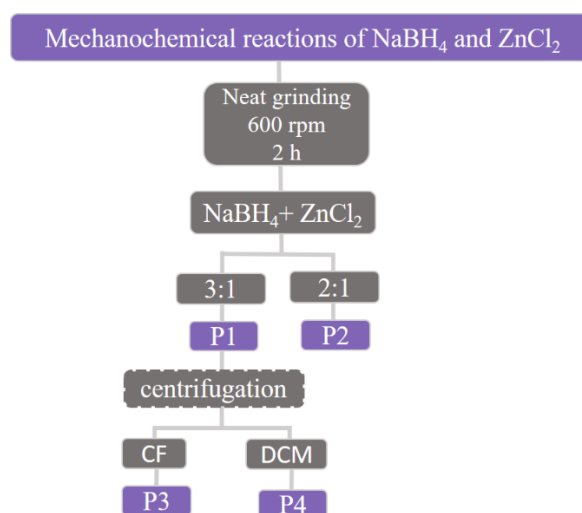 Mechanochemical reactions of NaBH₄ and ZnCl₂
Neat grinding
600 rpm
2 h
NaBH₄+ ZnCl₂
3:1
2:1
P1
P2
centrifugation
CF
DCM
P3
P4